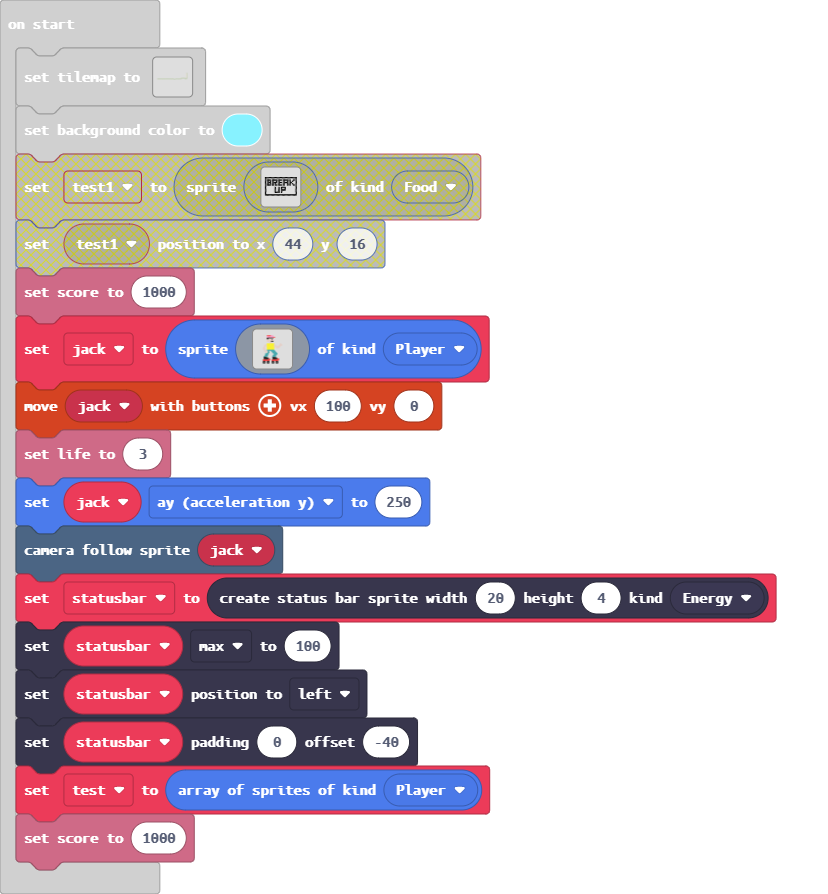 on start
set tilemap to
set background color to
set test1 to sprite BREAK UP of kind Food
set test1 position to x 44 y 16
set score to 1000
set jack to sprite of kind Player
move jack with buttons vx 100 vy 0
set life to 3
set jack ay (acceleration y) to 250
camera follow sprite jack
set statusbar to create status bar sprite width 20 height 4 kind Energy
set statusbar max to 100
set statusbar position to left
set statusbar padding 0 offset -40
set test to array of sprites of kind Player
set score to 1000